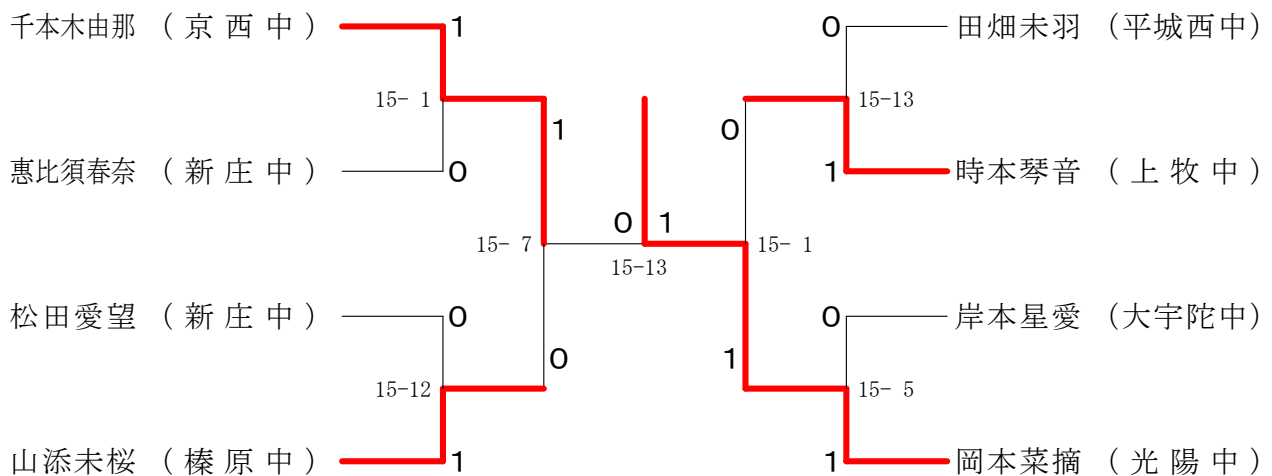 千本木由那 （ 京 西 中 ） 1 0 田畑未羽 （平城西中）
15- 1 1 0 15-13
惠比須春奈 （ 新 庄 中 ） 0 1 時本琴音 （ 上 牧 中 ）
15- 7 0 1 15- 1
15-13
松田愛望 （ 新 庄 中 ） 0 0 岸本星愛 （大宇陀中）
15-12 0 1 15- 5
山添未桜 （ 榛 原 中 ） 1 1 岡本菜摘 （ 光 陽 中 ）